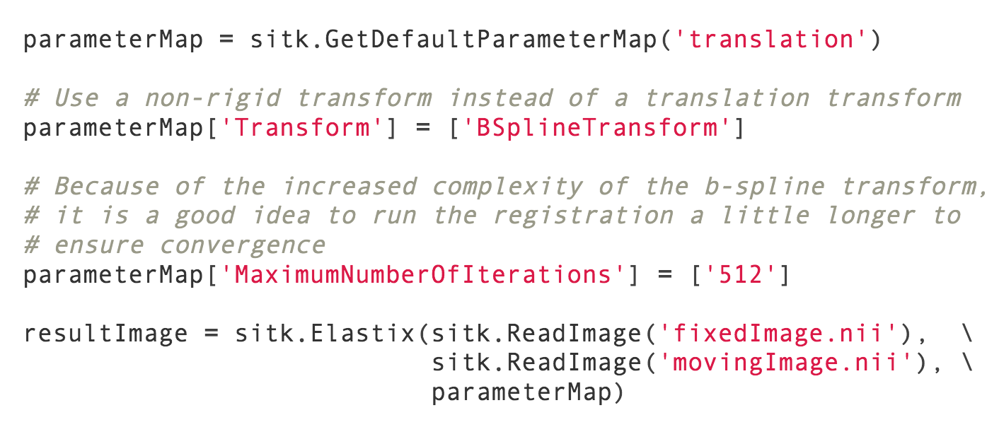 parameterMap = sitk.GetDefaultParameterMap('translation')
# Use a non-rigid transform instead of a translation transform
parameterMap['Transform'] = ['BSplineTransform']
# Because of the increased complexity of the b-spline transform,
# it is a good idea to run the registration a little longer to
# ensure convergence
parameterMap['MaximumNumberOfIterations'] = ['512']
resultImage = sitk.Elastix(sitk.ReadImage('fixedImage.nii'),  \
                           sitk.ReadImage('movingImage.nii'), \
                           parameterMap)